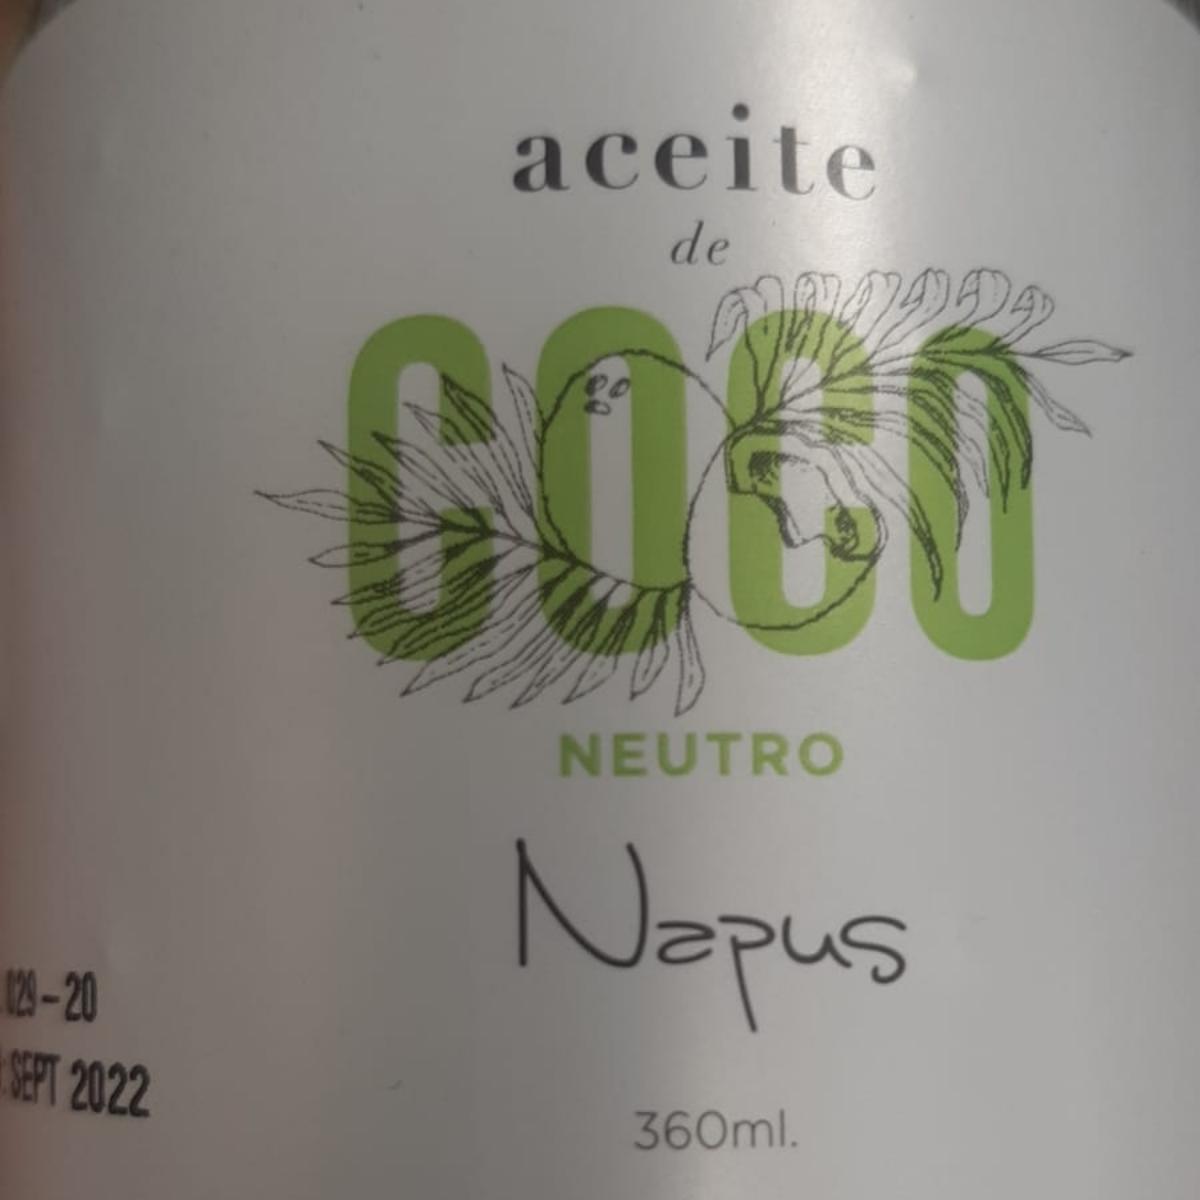 aceite
de
COCO
NEUTRO
Napus
029-20
: SEPT 2022
360ml.